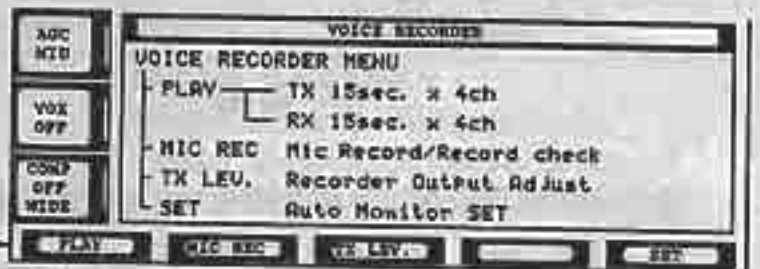 AGC
MID
VOX
OFF
COMP
OFF
WIDE
VOICE RECORDER
VOICE RECORDER MENU
PLAY TX 15sec. x 4ch
RX 15sec. x 4ch
MIC REC Mic Record/Record check
TX LEV. Recorder Output Adjust
SET Auto Monitor SET
PLAY MIC REC TX LEV. SET